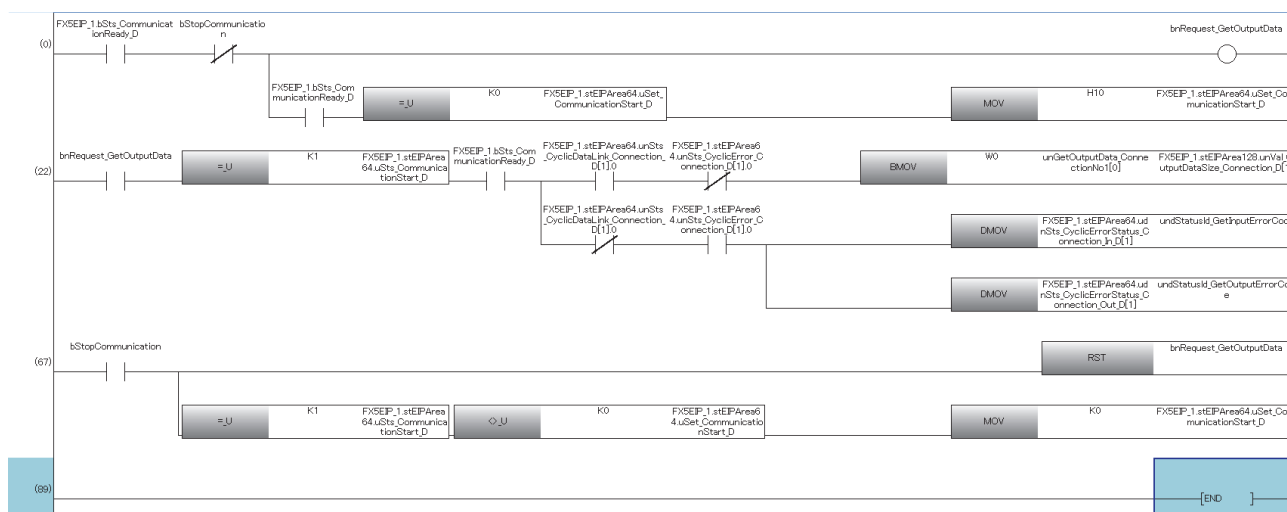 FX5EIP_1.bSts_Communicat
ionReady_D
bStopCommunicatio
n
bnRequest_GetOutputData
(0)
FX5EIP_1.bSts_Com
municationReady_D
=_U
K0
FX5EIP_1.stEIPArea64.uSet_
CommunicationStart_D
MOV
H10
FX5EIP_1.stEIPArea64.uSet_Co
mmunicationStart_D
(22)
bnRequest_GetOutputData
=_U
K1
FX5EIP_1.stEIPArea
64.uSts_Communica
tionStart_D
FX5EIP_1.bSts_Com
municationReady_D
FX5EIP_1.stEIPArea64.unSts
_CyclicDataLink_Connection_
D[1].0
FX5EIP_1.stEIPArea6
4.unSts_CyclicError_C
onnection_D[1].0
BMOV
W0
unGetOutputData_Conne
ctionNo1[0]
FX5EIP_1.stEIPArea128.unVal_
utputDataSize_Connection_D[1
FX5EIP_1.stEIPArea64.unSts
_CyclicDataLink_Connection_
D[1].0
FX5EIP_1.stEIPArea6
4.unSts_CyclicError_C
onnection_D[1].0
DMOV
FX5EIP_1.stEIPArea64.ud
nSts_CyclicErrorStatus_C
onnection_In_D[1]
undStatusId_GetInputErrorCod
DMOV
FX5EIP_1.stEIPArea64.ud
nSts_CyclicErrorStatus_C
onnection_Out_D[1]
undStatusId_GetOutputErrorCo
e
(67)
bStopCommunication
RST
bnRequest_GetOutputData
=_U
K1
FX5EIP_1.stEIPArea
64.uSts_Communica
tionStart_D
<>_U
K0
FX5EIP_1.stEIPArea6
4.uSet_Communicatio
nStart_D
MOV
K0
FX5EIP_1.stEIPArea64.uSet_Co
mmunicationStart_D
(89)
[END ]